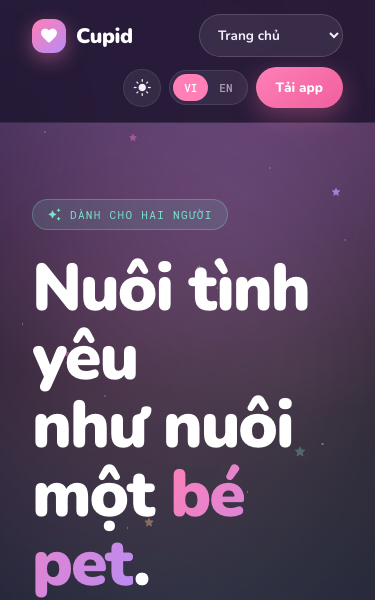 Cupid
Trang chủ
VI EN
Tải app
DÀNH CHO HAI NGƯỜI
Nuôi tình
yêu
như nuôi
một bé
pet.